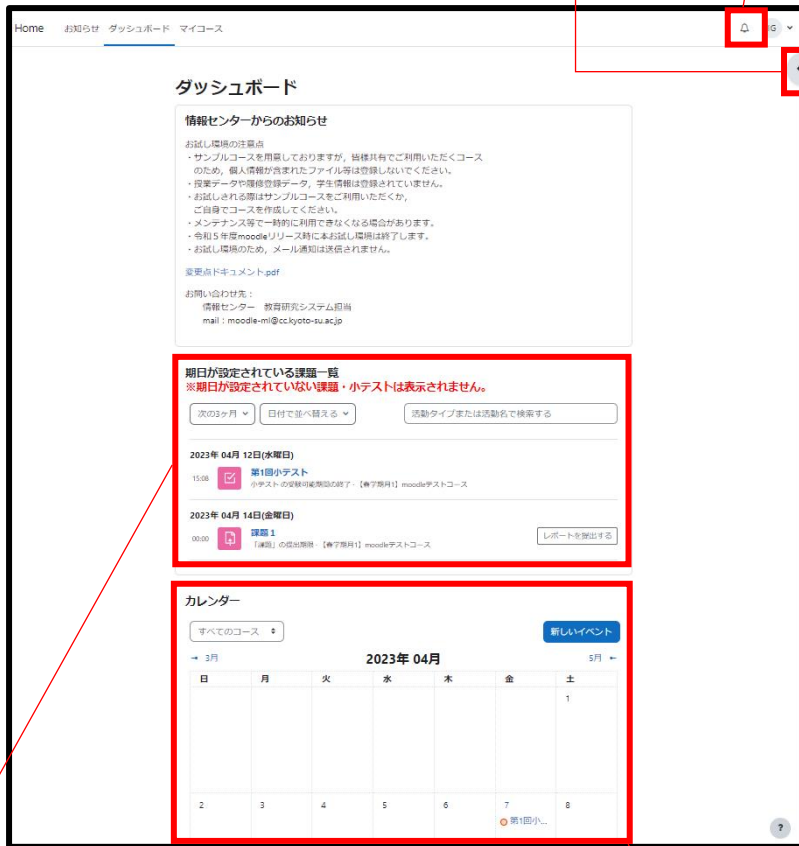 Home お知らせ ダッシュボード マイコース
ダッシュボード
情報センターからのお知らせ
お試し環境の注意点
・サンプルコースを用意しておりますが，皆様共有でご利用いただくコース
のため，個人情報が含まれたファイル等は登録しないでください。
・授業データや履修登録データ，学生情報は登録されていません。
・お試しされる際はサンプルコースをご利用いただくか，
ご自身でコースを作成してください。
・メンテナンス等で一時的に利用できなくなる場合があります。
・令和５年度moodleリリース時に本お試し環境は終了します。
・お試し環境のため，メール通知は送信されません。
変更点ドキュメント.pdf
お問い合わせ先：
情報センター　教育研究システム担当
mail：moodle-ml@cc.kyoto-su.ac.jp
期日が設定されている課題一覧
※期日が設定されていない課題・小テストは表示されません。
次の3ヶ月 日付で並べ替える 活動タイプまたは活動名で検索する
2023年 04月 12日(水曜日)
15:08 第1回小テスト
小テスト の受験可能期間の終了 -【春学期月1】moodleテストコース
2023年 04月 14日(金曜日)
00:00 課題 1 レポートを提出する
「課題」の提出期限 -【春学期月1】moodleテストコース
カレンダー
すべてのコース 新しいイベント
→ 3月 2023年 04月 5月 ←
日 月 火 水 木 金 土
1
2 3 4 5 6 7 8
第1回小...
?